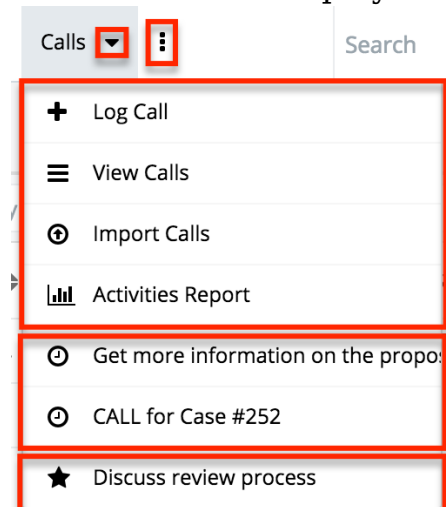 Calls
Search
Log Call
View Calls
Import Calls
Activities Report
Get more information on the propo
CALL for Case #252
Discuss review process